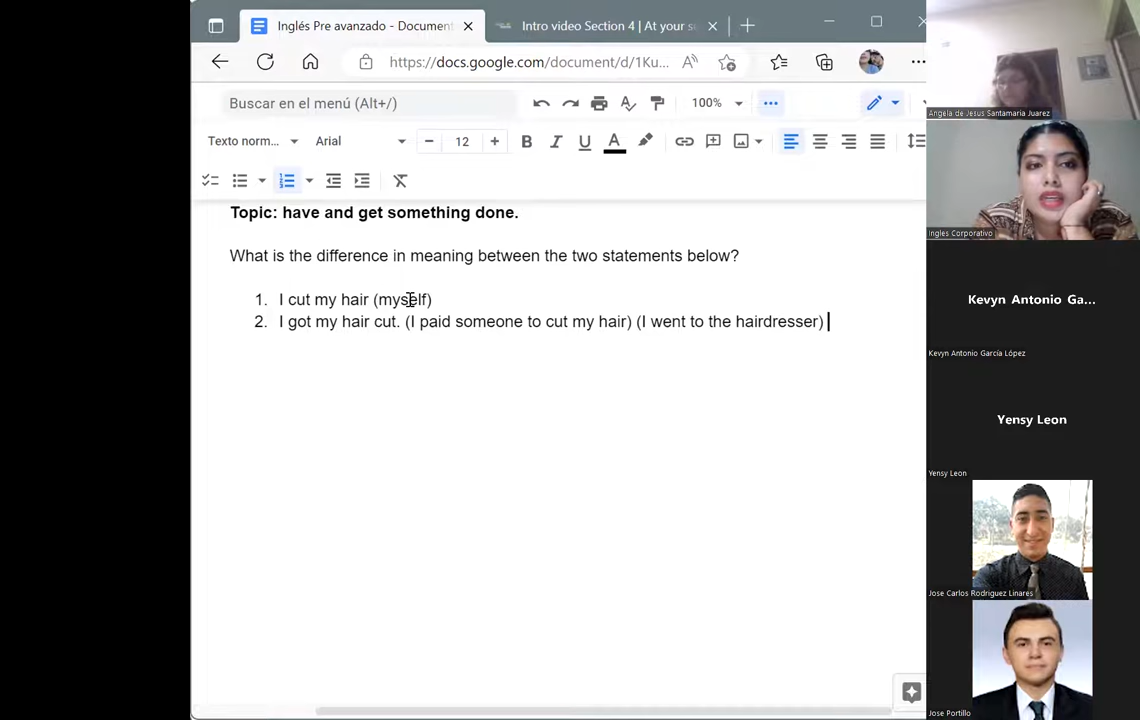 Inglés Pre avanzado - Document
Intro video Section 4 | At your s
https://docs.google.com/document/d/1Ku...
Buscar en el menú (Alt+/)
100%
Texto norm...
Arial
12
Topic: have and get something done.
What is the difference in meaning between the two statements below?
1. I cut my hair (myself)
2. I got my hair cut. (I paid someone to cut my hair) (I went to the hairdresser)
Angela de Jesus Santamaria Juarez
Ingles Corporativo
Kevyn Antonio Ga...
Kevyn Antonio García López
Yensy Leon
Yensy Leon
Jose Carlos Rodriguez Linares
Jose Portillo